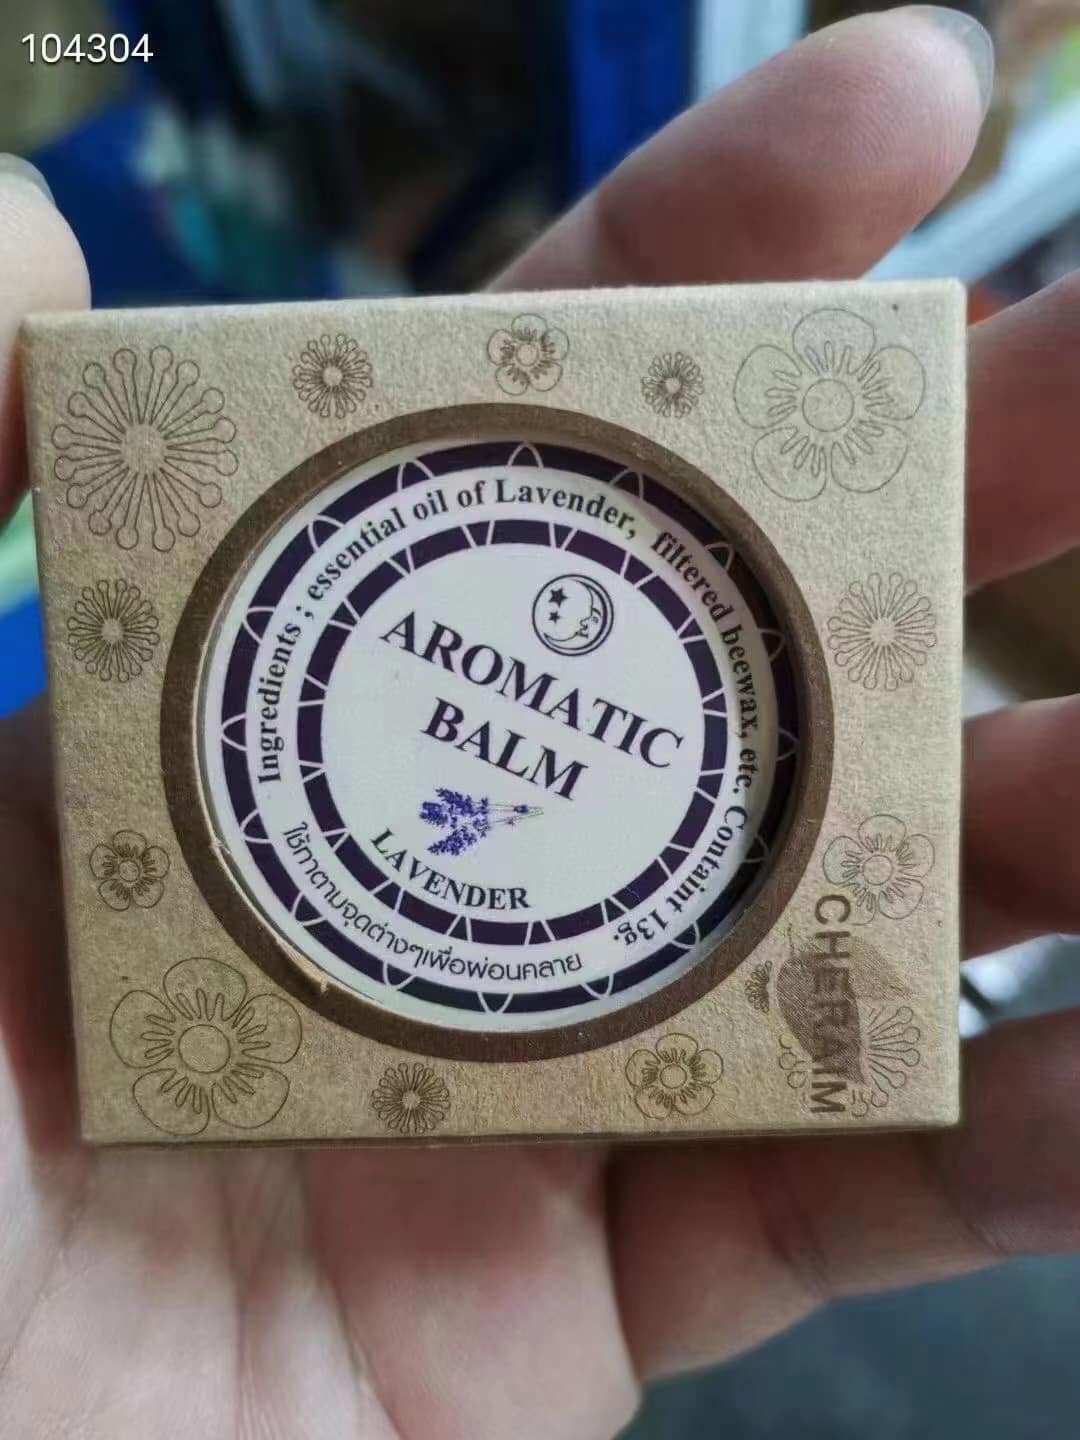 104304
Ingredients ; essential oil of Lavender, filtered beewax, etc. Containt 13g.
AROMATIC
BALM
LAVENDER
ใช้ทาตามจุดต่างๆเพื่อผ่อนคลาย
CHERAIM